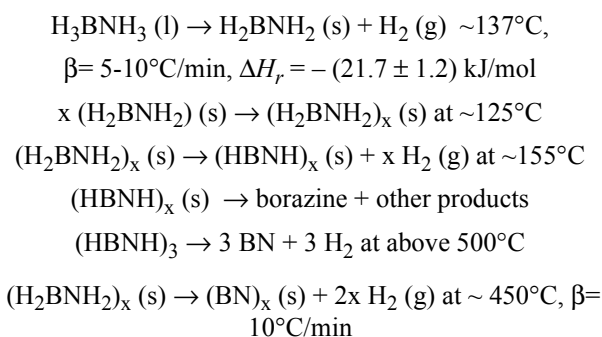 H₃BNH₃ (l) → H₂BNH₂ (s) + H₂ (g) ~137°C,
β= 5-10°C/min, ΔHᵣ = – (21.7 ± 1.2) kJ/mol
x (H₂BNH₂) (s) → (H₂BNH₂)ₓ (s) at ~125°C
(H₂BNH₂)ₓ (s) → (HBNH)ₓ (s) + x H₂ (g) at ~155°C
(HBNH)ₓ (s) → borazine + other products
(HBNH)₃ → 3 BN + 3 H₂ at above 500°C
(H₂BNH₂)ₓ (s) → (BN)ₓ (s) + 2x H₂ (g) at ~ 450°C, β=
10°C/min